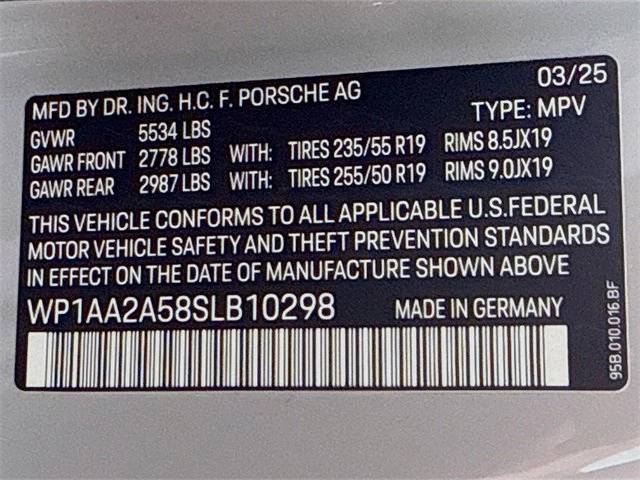 MFD BY DR. ING. H.C. F. PORSCHE AG 03/25
GVWR 5534 LBS TYPE: MPV
GAWR FRONT 2778 LBS WITH: TIRES 235/55 R19 RIMS 8.5JX19
GAWR REAR 2987 LBS WITH: TIRES 255/50 R19 RIMS 9.0JX19
THIS VEHICLE CONFORMS TO ALL APPLICABLE U.S.FEDERAL
MOTOR VEHICLE SAFETY AND THEFT PREVENTION STANDARDS
IN EFFECT ON THE DATE OF MANUFACTURE SHOWN ABOVE
WP1AA2A58SLB10298 MADE IN GERMANY
95B.010.016.BF